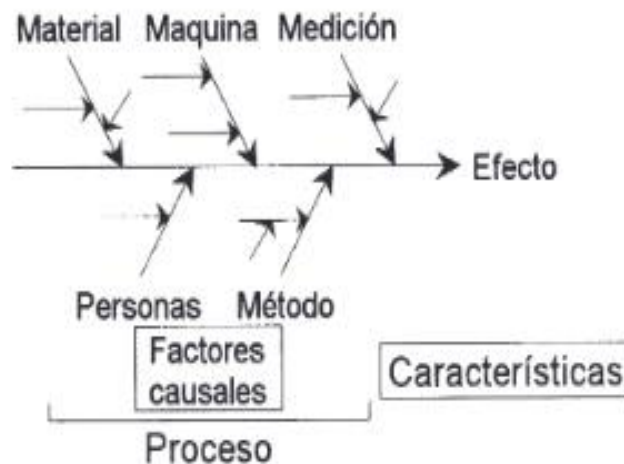 Material Maquina Medición
Efecto
Personas Método
Factores
causales
Características
Proceso